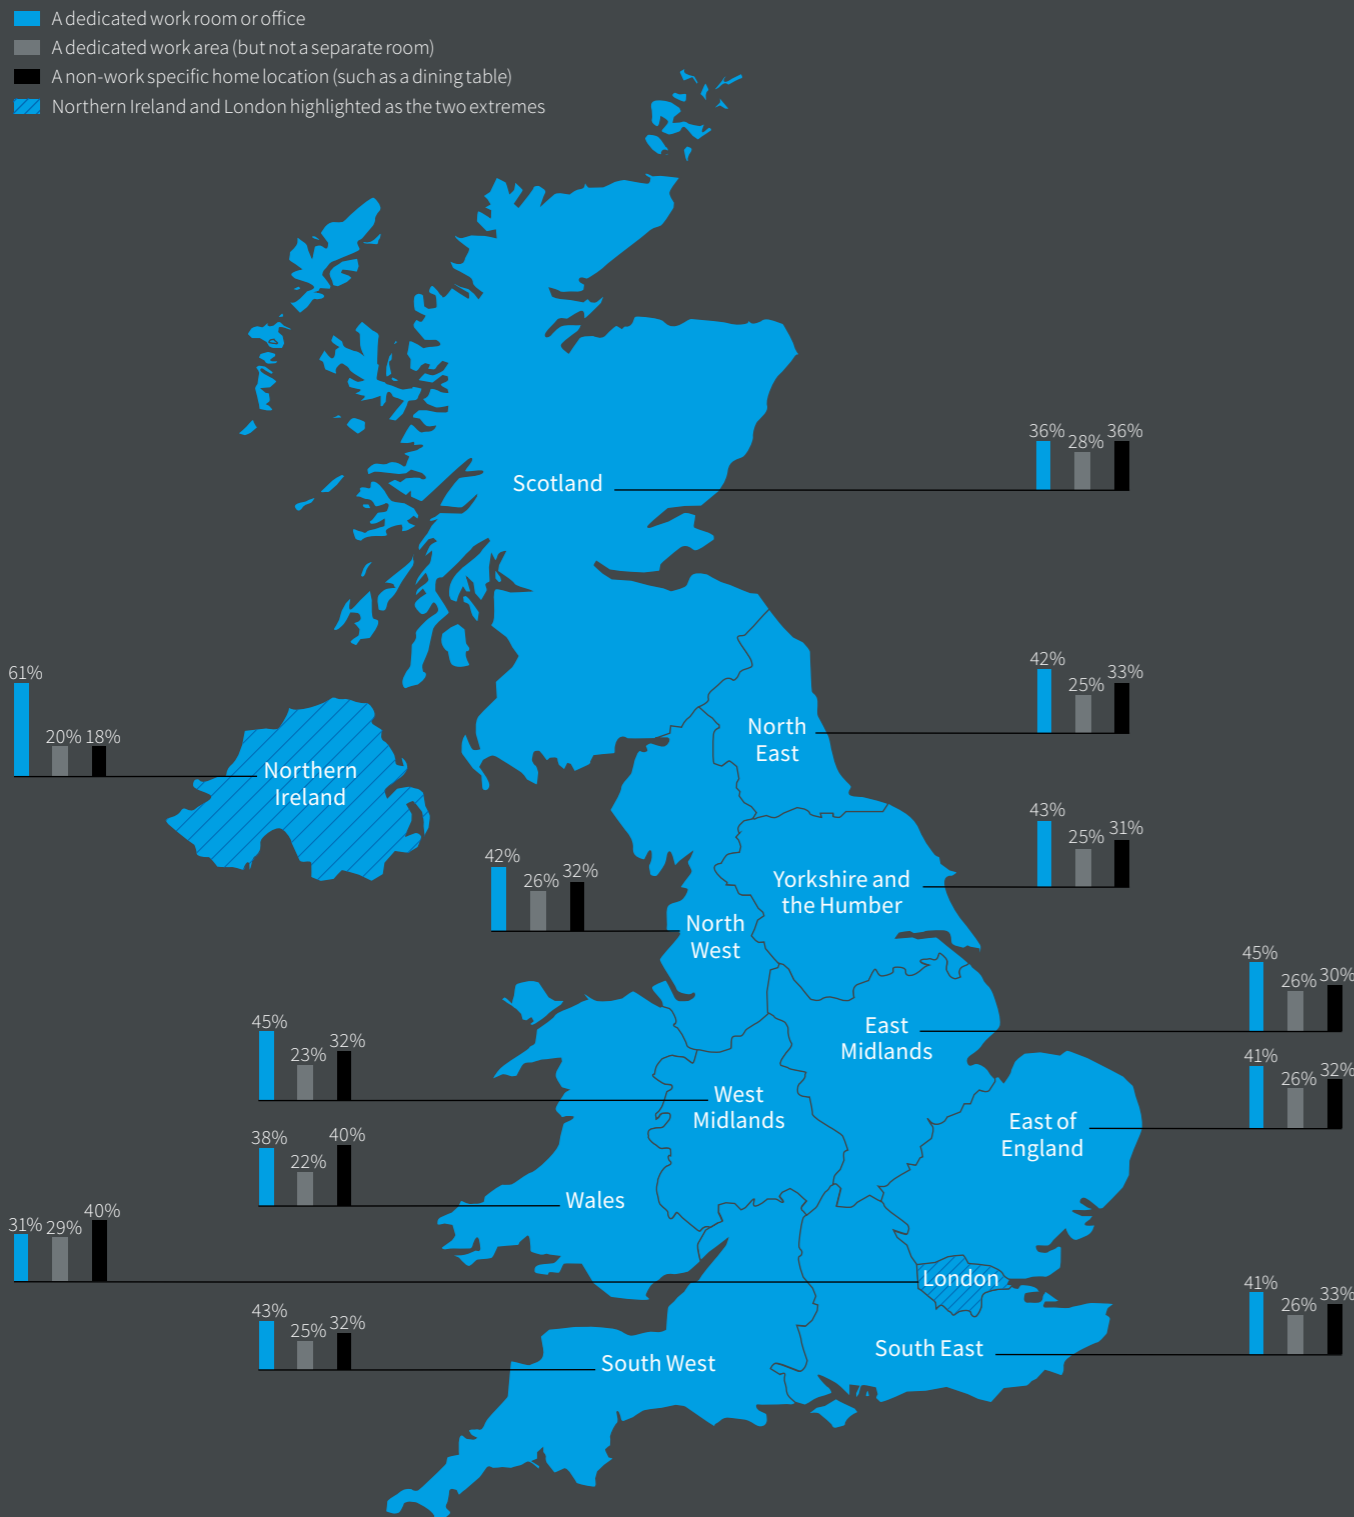 A dedicated work room or office
A dedicated work area (but not a separate room)
A non-work specific home location (such as a dining table)
Northern Ireland and London highlighted as the two extremes
36% 28% 36%
Scotland
42% 25% 33%
North
East
61% 20% 18%
Northern
Ireland
43% 25% 31%
Yorkshire and
the Humber
42% 26% 32%
North
West
45% 26% 30%
East
Midlands
45% 23% 32%
West
Midlands
41% 26% 32%
East of
England
38% 22% 40%
Wales
31% 29% 40%
London
41% 26% 33%
South East
43% 25% 32%
South West